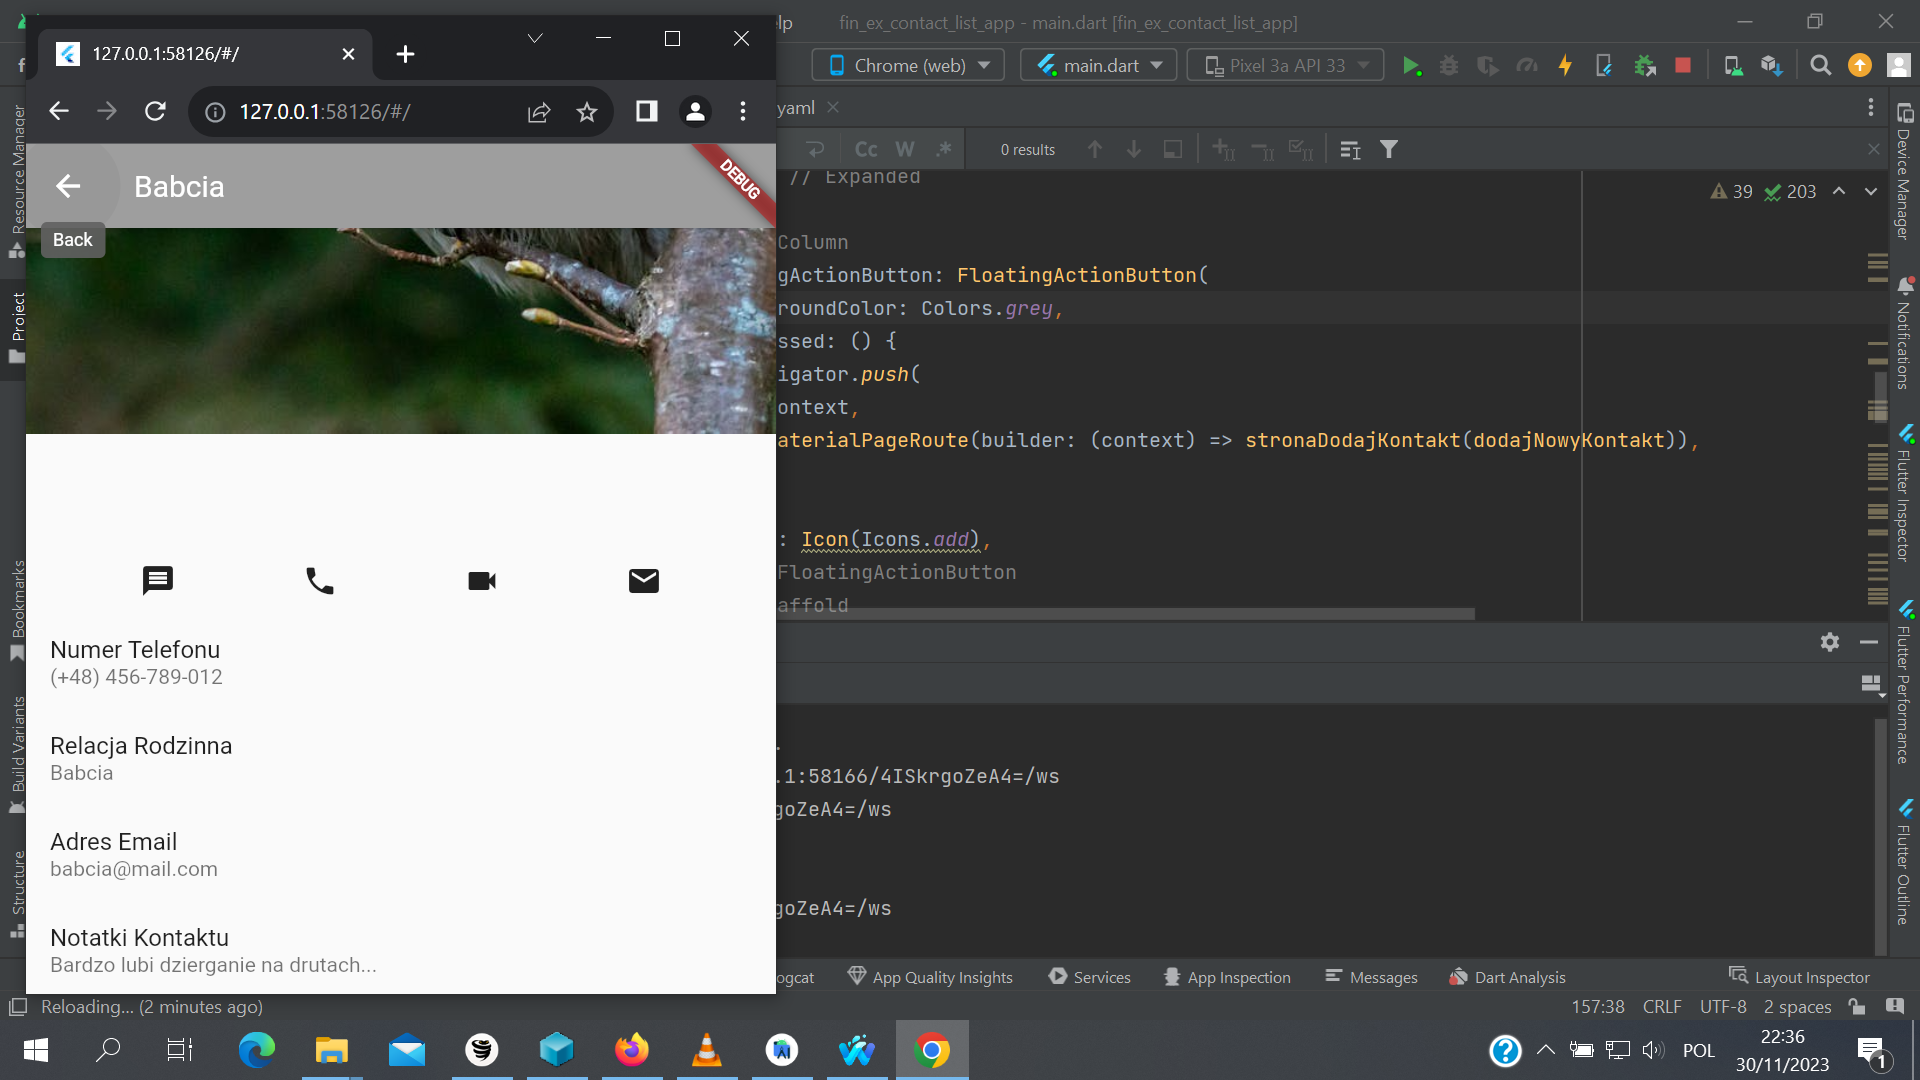 lp
fin_ex_contact_list_app - main.dart [fin_ex_contact_list_app]
127.0.0.1:58126/#/
Chrome (web)
main.dart
Pixel 3a API 33
127.0.0.1:58126/#/
yaml
Cc
W
.*
0 results
Babcia
DEBUG
Back
// Expanded
39
203
Column
gActionButton: FloatingActionButton(
roundColor: Colors.grey,
ssed: () {
igator.push(
ontext,
aterialPageRoute(builder: (context) => stronaDodajKontakt(dodajNowyKontakt)),
: Icon(Icons.add),
FloatingActionButton
affold
Numer Telefonu
(+48) 456-789-012
Relacja Rodzinna
Babcia
Adres Email
babcia@mail.com
Notatki Kontaktu
Bardzo lubi dzierganie na drutach...
.
.1:58166/4ISkrgoZeA4=/ws
goZeA4=/ws
goZeA4=/ws
Resource Manager
Project
Bookmarks
Build Variants
Structure
Device Manager
Notifications
Flutter Inspector
Flutter Performance
Flutter Outline
ogcat
App Quality Insights
Services
App Inspection
Messages
Dart Analysis
Layout Inspector
Reloading... (2 minutes ago)
157:38
CRLF
UTF-8
2 spaces
POL
22:36
30/11/2023
1